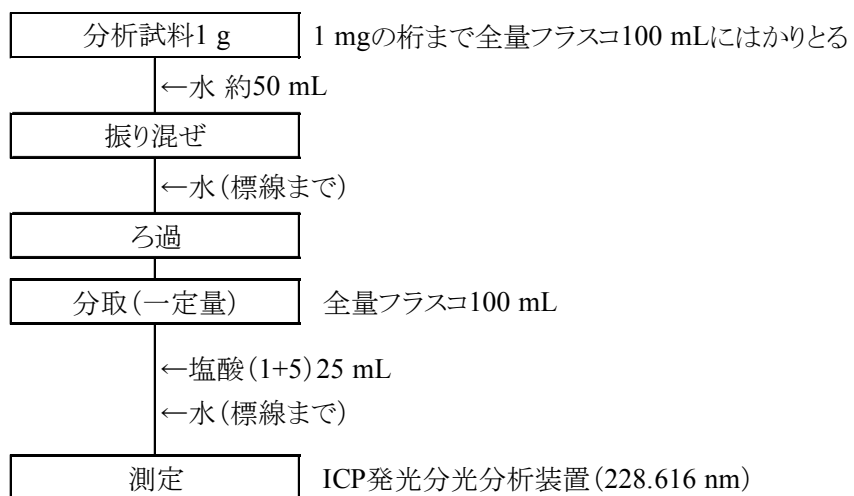 分析試料1 g
1 mgの桁まで全量フラスコ100 mLにはかりとる
←水 約50 mL
振り混ぜ
←水(標線まで)
ろ過
分取(一定量)
全量フラスコ100 mL
←塩酸(1+5)25 mL
←水(標線まで)
測定
ICP発光分光分析装置(228.616 nm)